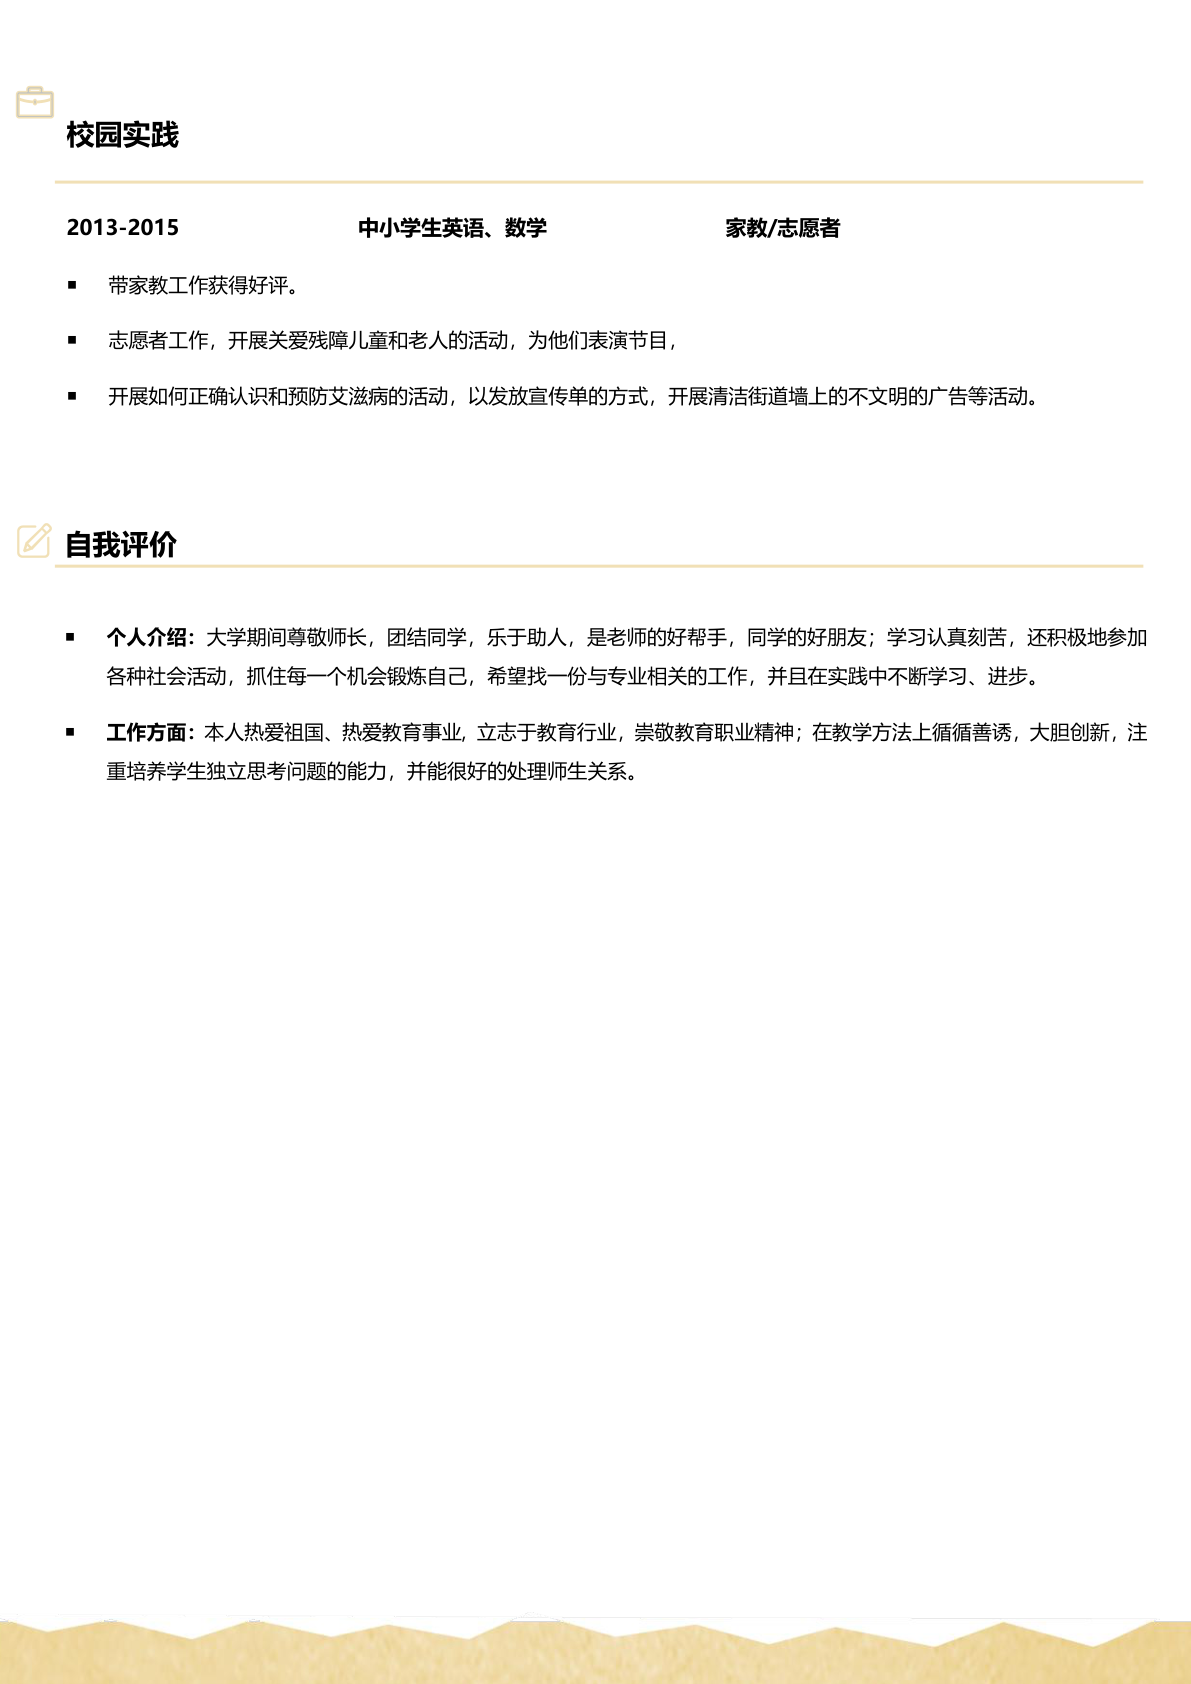 校园实践
2013-2015 中小学生英语、数学 家教/志愿者
▪ 带家教工作获得好评。
▪ 志愿者工作，开展关爱残障儿童和老人的活动，为他们表演节目，
▪ 开展如何正确认识和预防艾滋病的活动，以发放宣传单的方式，开展清洁街道墙上的不文明的广告等活动。
自我评价
▪ 个人介绍：大学期间尊敬师长，团结同学，乐于助人，是老师的好帮手，同学的好朋友；学习认真刻苦，还积极地参加
各种社会活动，抓住每一个机会锻炼自己，希望找一份与专业相关的工作，并且在实践中不断学习、进步。
▪ 工作方面：本人热爱祖国、热爱教育事业, 立志于教育行业，崇敬教育职业精神；在教学方法上循循善诱，大胆创新，注
重培养学生独立思考问题的能力，并能很好的处理师生关系。